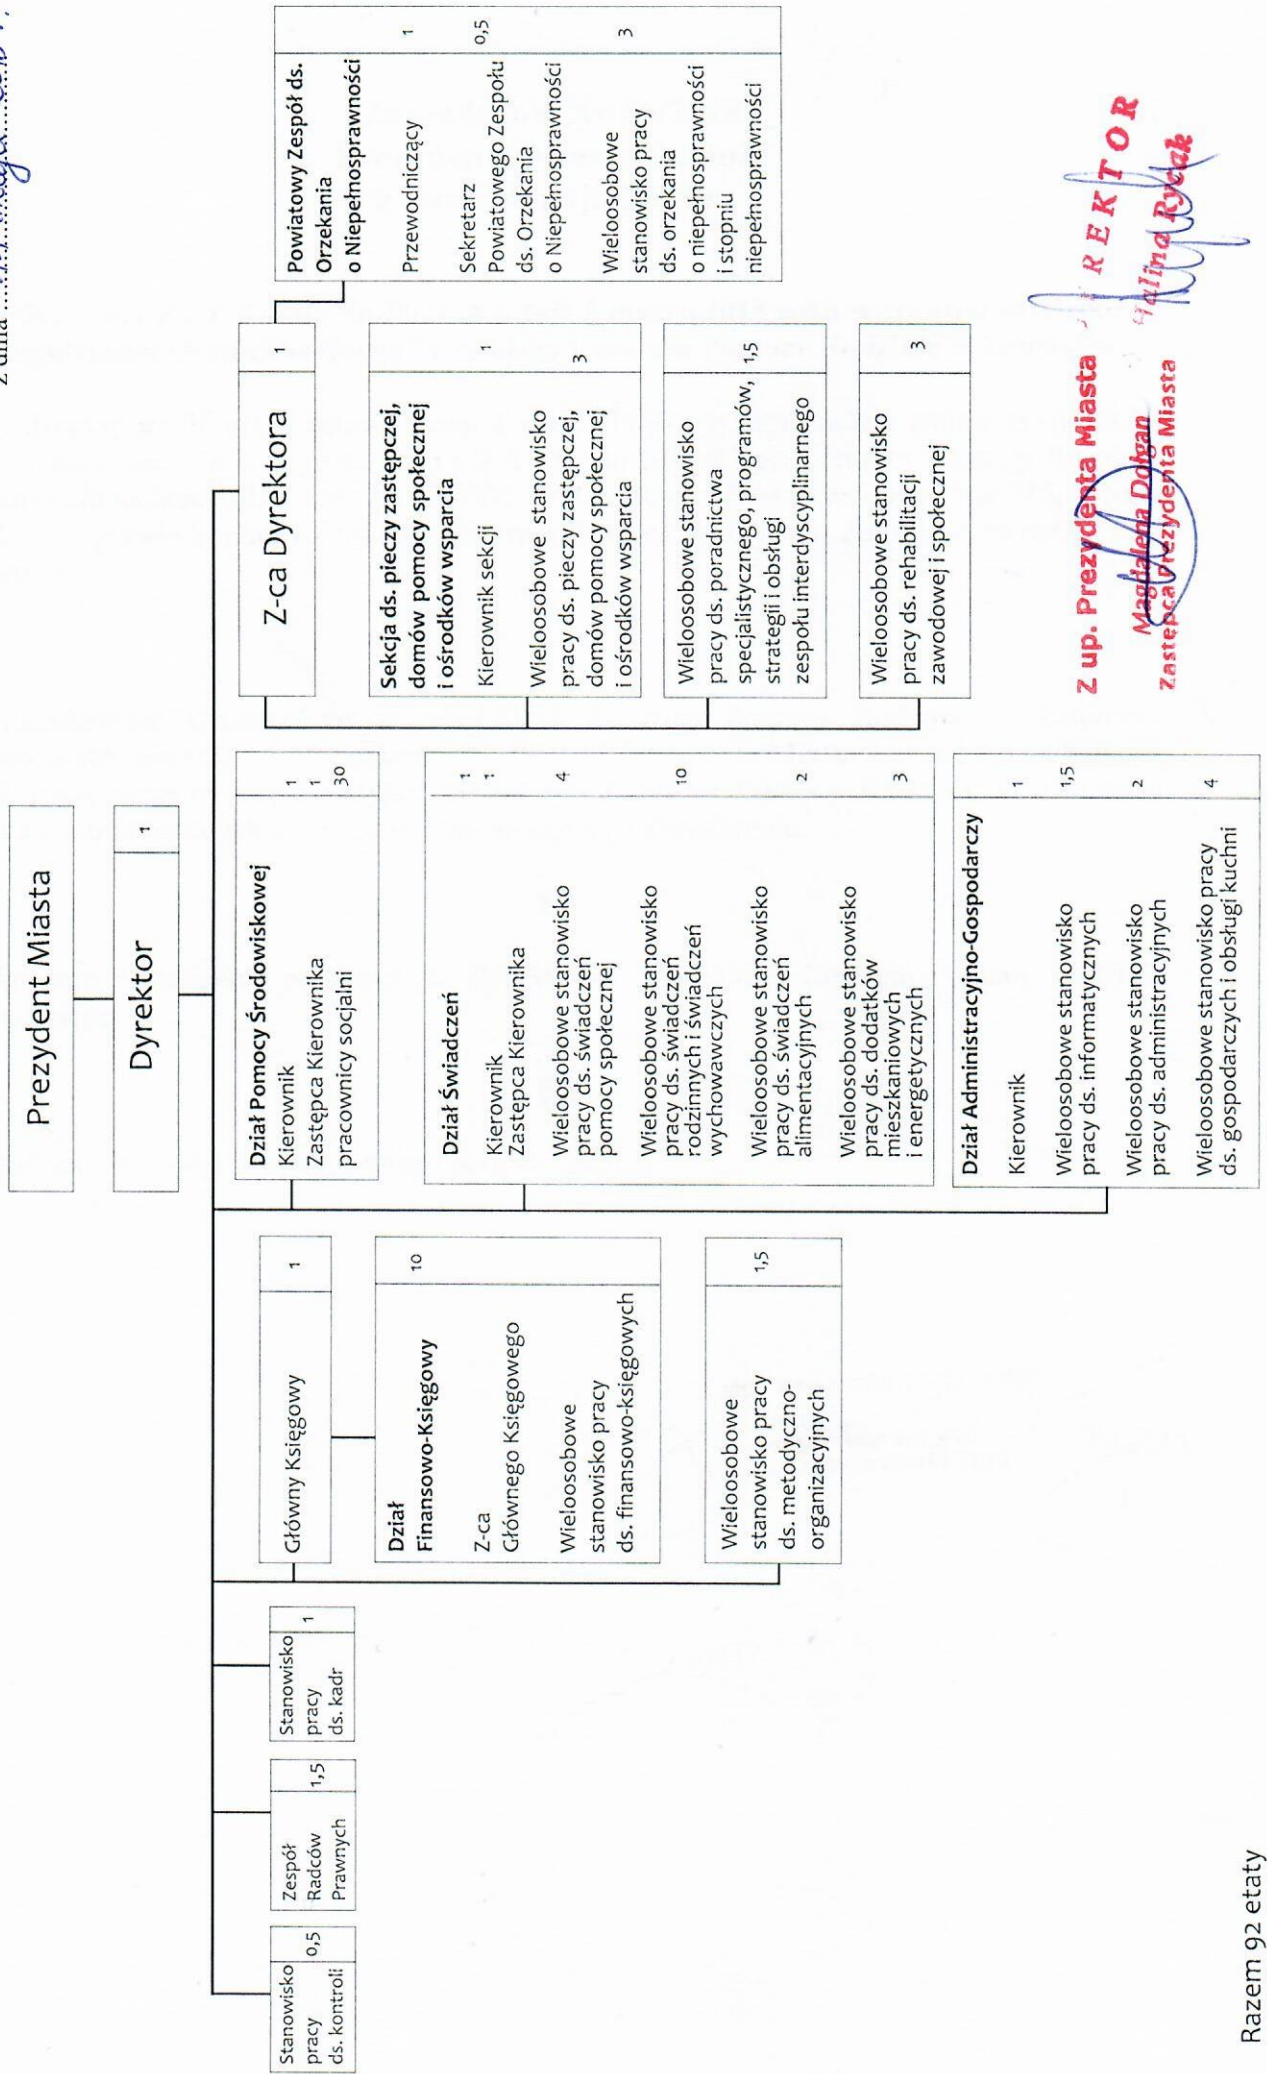 z dnia
Prezydent Miasta
Dyrektor 1
Stanowisko
pracy 0,5
ds. kontroli
Zespół
Radców 1,5
Prawnych
Stanowisko
pracy 1
ds. kadr
Główny Księgowy 1
Dział
Finansowo-Księgowy 10
Z-ca
Głównego Księgowego
Wieloosobowe
stanowisko pracy
ds. finansowo-księgowych
Wieloosobowe
stanowisko pracy
ds. metodyczno- 1,5
organizacyjnych
Dział Pomocy Środowiskowej
Kierownik 1
Zastępca Kierownika 1
pracownicy socjalni 30
Dział Świadczeń
Kierownik 1
Zastępca Kierownika 1
Wieloosobowe stanowisko 4
pracy ds. świadczeń
pomocy społecznej
Wieloosobowe stanowisko
pracy ds. świadczeń 10
rodzinnych i świadczeń
wychowawczych
Wieloosobowe stanowisko
pracy ds. świadczeń
alimentacyjnych 2
Wieloosobowe stanowisko
pracy ds. dodatków
mieszkaniowych 3
i energetycznych
Dział Administracyjno-Gospodarczy
Kierownik 1
Wieloosobowe stanowisko 1,5
pracy ds. informatycznych
Wieloosobowe stanowisko 2
pracy ds. administracyjnych
Wieloosobowe stanowisko pracy 4
ds. gospodarczych i obsługi kuchni
Z-ca Dyrektora 1
Sekcja ds. pieczy zastępczej,
domów pomocy społecznej
i ośrodków wsparcia
Kierownik sekcji 1
Wieloosobowe stanowisko
pracy ds. pieczy zastępczej, 3
domów pomocy społecznej
i ośrodków wsparcia
Wieloosobowe stanowisko
pracy ds. poradnictwa
specjalistycznego, programów, 1,5
strategii i obsługi
zespołu interdyscyplinarnego
Wieloosobowe stanowisko
pracy ds. rehabilitacji 3
zawodowej i społecznej
Powiatowy Zespół ds.
Orzekania
o Niepełnosprawności
Przewodniczący 1
Sekretarz 0,5
Powiatowego Zespołu
ds. Orzekania
o Niepełnosprawności
Wieloosobowe 3
stanowisko pracy
ds. orzekania
o niepełnosprawności
i stopniu
niepełnosprawności
Z up. Prezydenta Miasta
Magdalena Dołgan
Zastępca Prezydenta Miasta
REKTOR
Halina Rycak
Razem 92 etaty